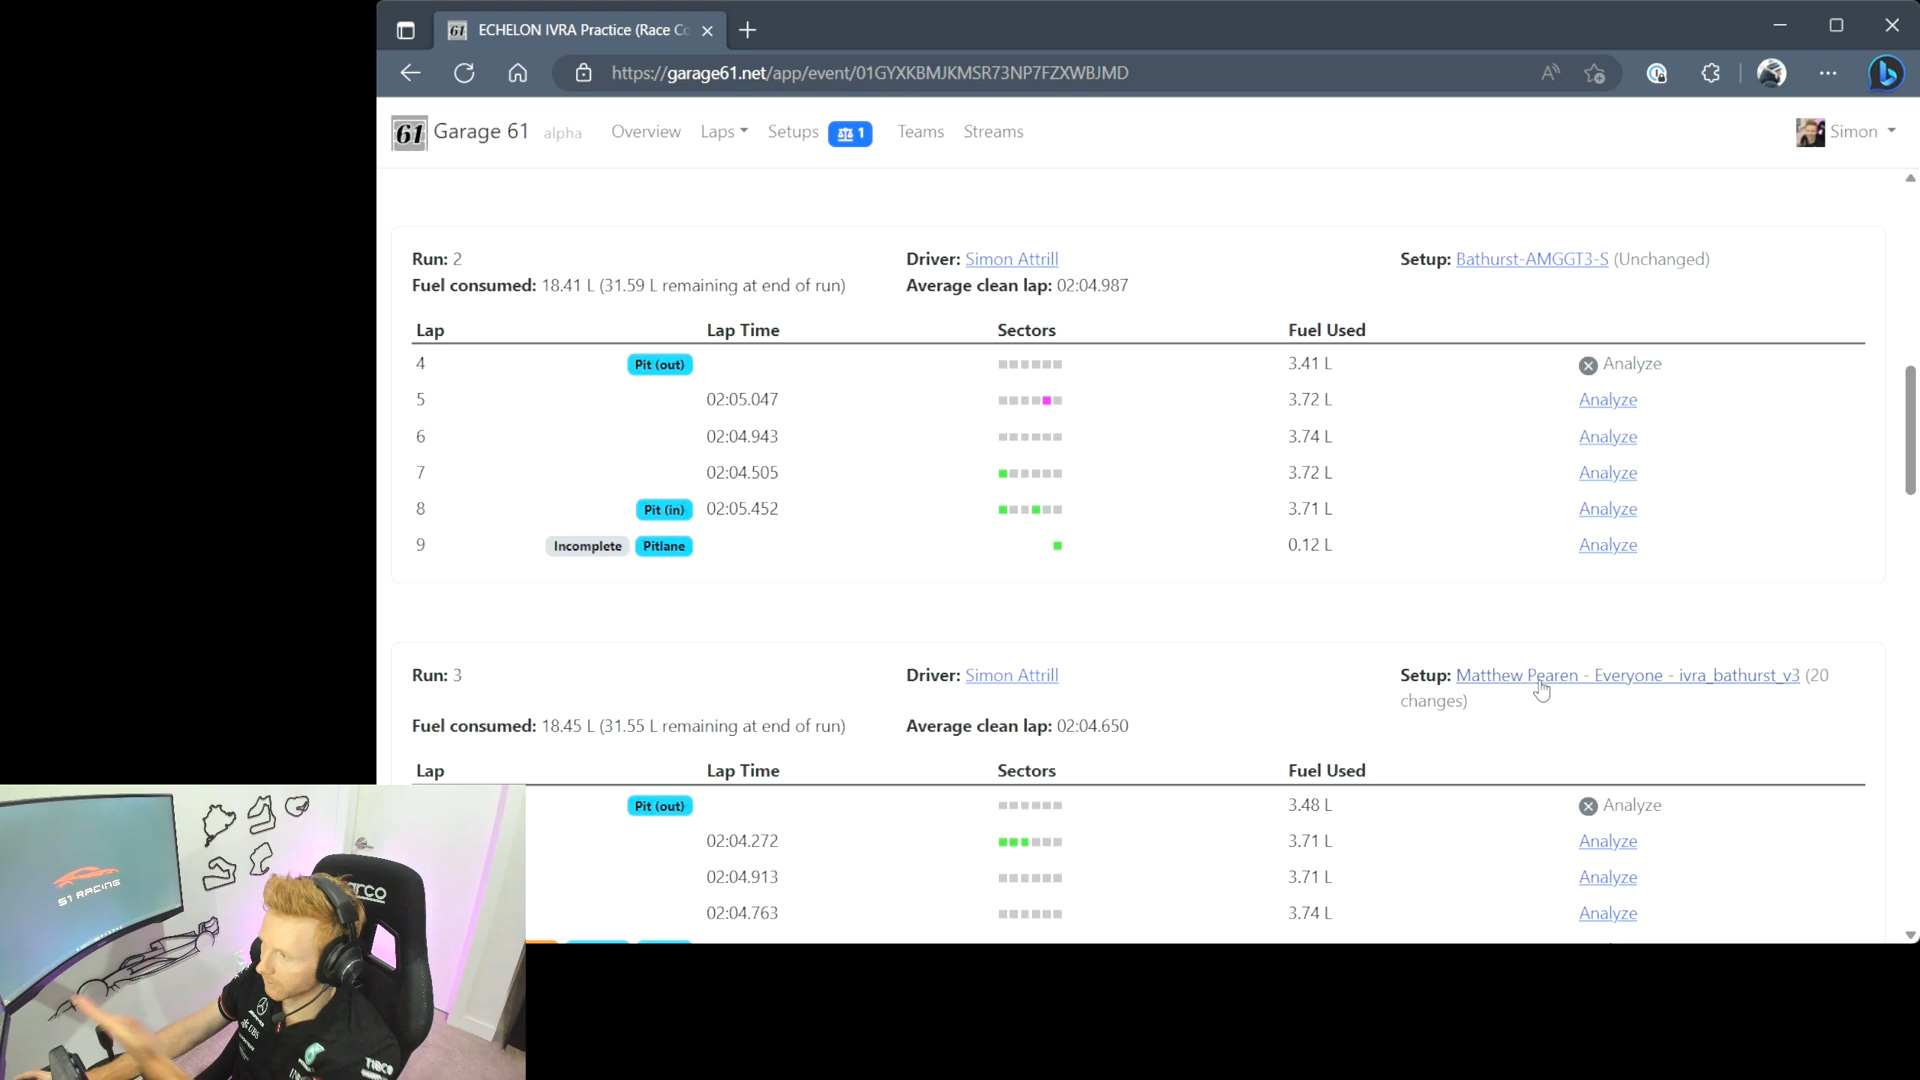 ECHELON IVRA Practice (Race Co
https://garage61.net/app/event/01GYXKBMJKMSR73NP7FZXWBJMD
61 Garage 61 alpha Overview Laps Setups 1 Teams Streams Simon
Run: 2 Driver: Simon Attrill Setup: Bathurst-AMGGT3-S (Unchanged)
Fuel consumed: 18.41 L (31.59 L remaining at end of run) Average clean lap: 02:04.987
Lap Lap Time Sectors Fuel Used
4 Pit (out) 3.41 L Analyze
5 02:05.047 3.72 L Analyze
6 02:04.943 3.74 L Analyze
7 02:04.505 3.72 L Analyze
8 Pit (in) 02:05.452 3.71 L Analyze
9 Incomplete Pitlane 0.12 L Analyze
Run: 3 Driver: Simon Attrill Setup: Matthew Pearen - Everyone - ivra_bathurst_v3 (20
changes)
Fuel consumed: 18.45 L (31.55 L remaining at end of run) Average clean lap: 02:04.650
Lap Lap Time Sectors Fuel Used
Pit (out) 3.48 L Analyze
02:04.272 3.71 L Analyze
02:04.913 3.71 L Analyze
02:04.763 3.74 L Analyze
S1 RACING
arco
UBS
TIBCO